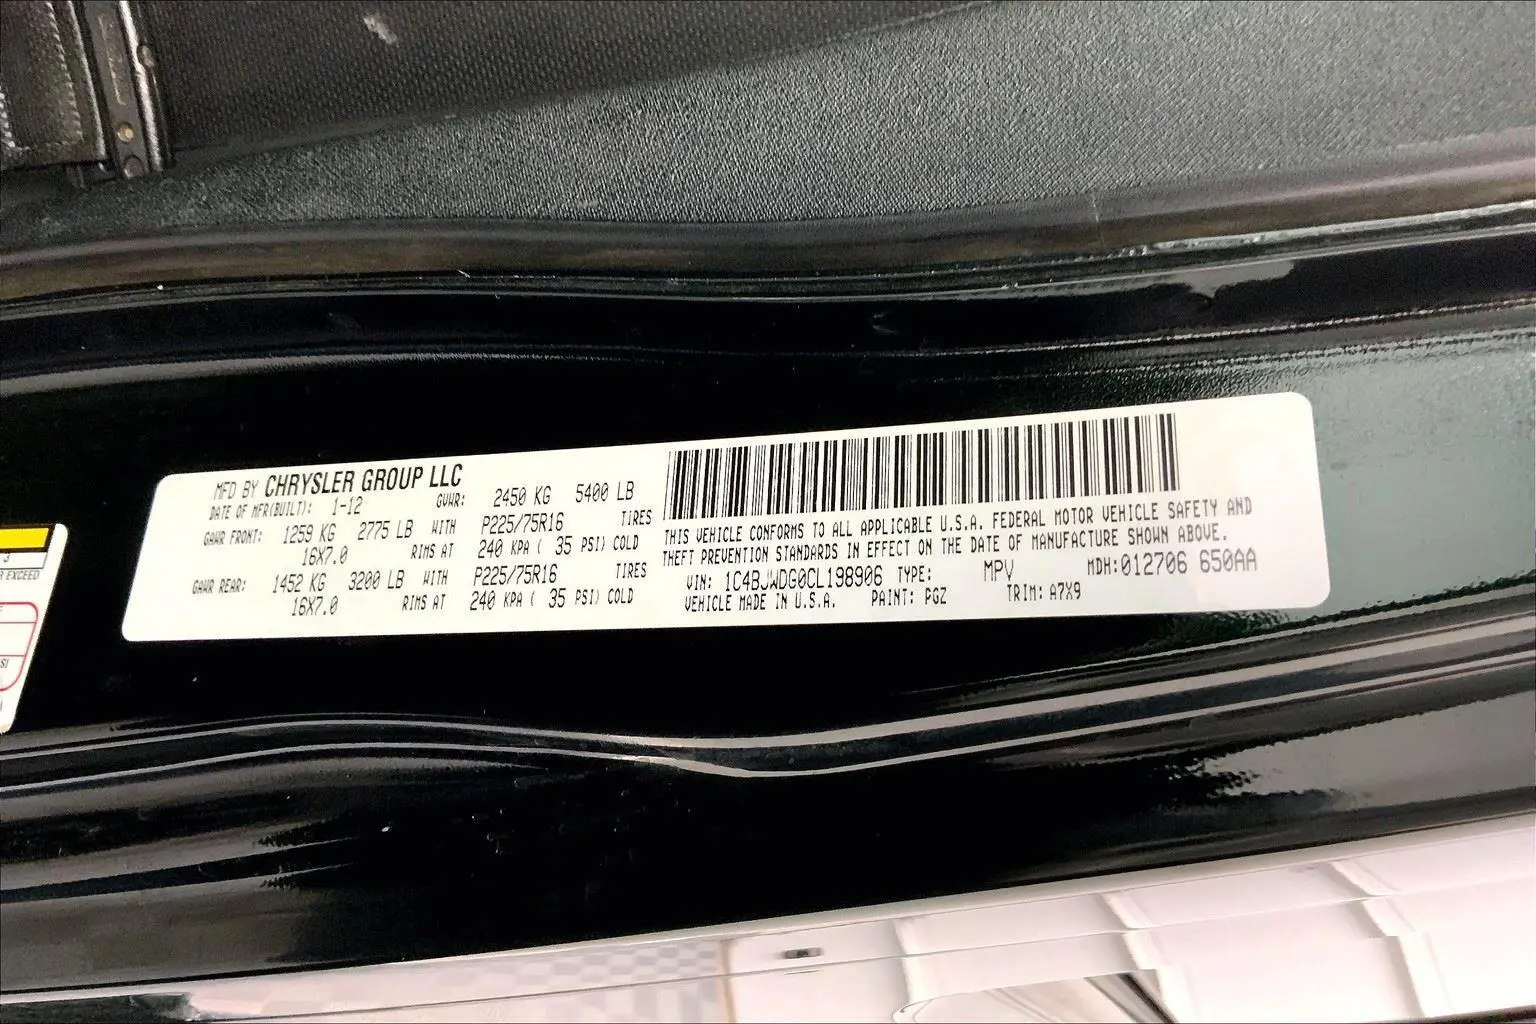 MFD BY CHRYSLER GROUP LLC
DATE OF MFR(BUILT): 1-12 GVWR: 2450 KG 5400 LB
GAWR FRONT: 1259 KG 2775 LB WITH P225/75R16 TIRES
16X7.0 RIMS AT 240 KPA ( 35 PSI) COLD
GAWR REAR: 1452 KG 3200 LB WITH P225/75R16 TIRES
16X7.0 RIMS AT 240 KPA ( 35 PSI) COLD
THIS VEHICLE CONFORMS TO ALL APPLICABLE U.S.A. FEDERAL MOTOR VEHICLE SAFETY AND
THEFT PREVENTION STANDARDS IN EFFECT ON THE DATE OF MANUFACTURE SHOWN ABOVE.
VIN: 1C4BJWDG0CL198906 TYPE: MPV MDH:012706 650AA
VEHICLE MADE IN U.S.A. PAINT: PGZ TRIM: A7X9
3
EXCEED